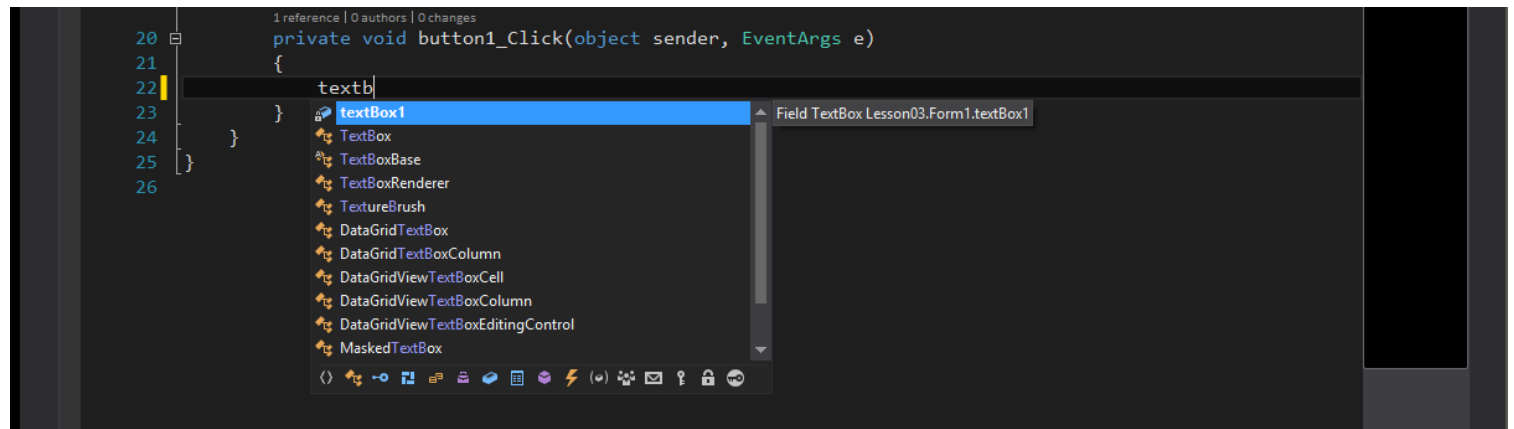 1 reference | 0 authors | 0 changes
20 private void button1_Click(object sender, EventArgs e)
21 {
22 textb
23 }
24 }
25 }
26
textBox1
Field TextBox Lesson03.Form1.textBox1
TextBox
TextBoxBase
TextBoxRenderer
TextureBrush
DataGridTextBox
DataGridTextBoxColumn
DataGridViewTextBoxCell
DataGridViewTextBoxColumn
DataGridViewTextBoxEditingControl
MaskedTextBox